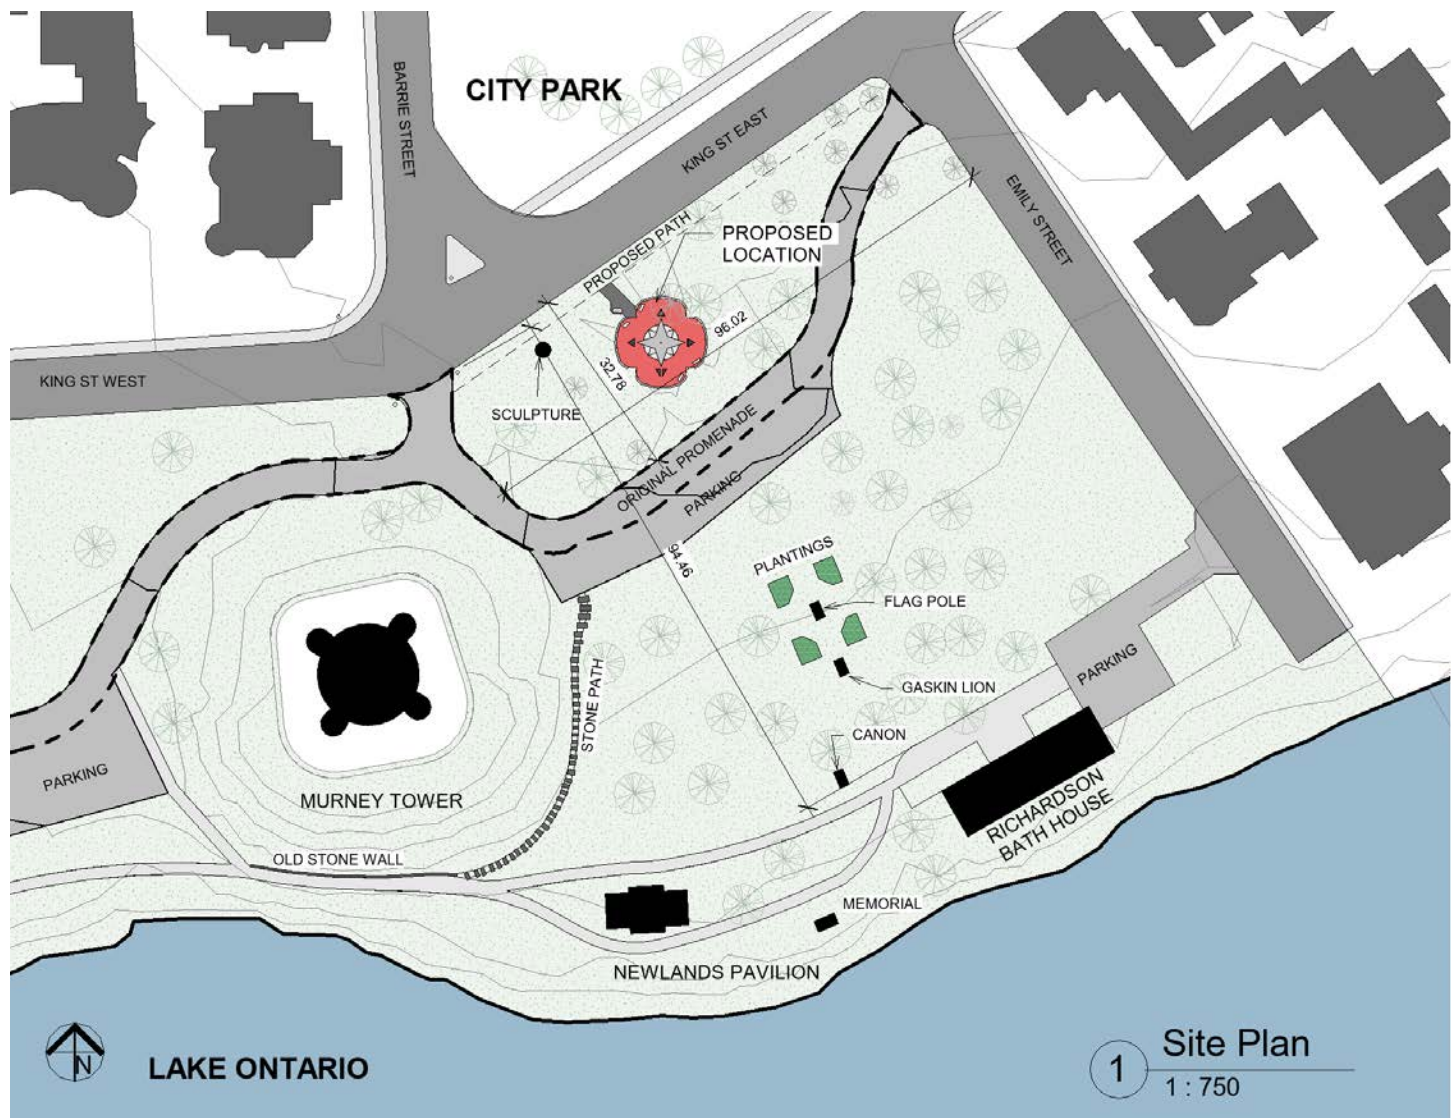 CITY PARK
BARRIE STREET
KING ST EAST
EMILY STREET
PROPOSED PATH
PROPOSED
LOCATION
96.02
32.78
KING ST WEST
SCULPTURE
ORIGINAL PROMENADE
PARKING
94.46
PLANTINGS
FLAG POLE
GASKIN LION
STONE PATH
CANON
PARKING
PARKING
MURNEY TOWER
RICHARDSON
BATH HOUSE
OLD STONE WALL
MEMORIAL
NEWLANDS PAVILION
N
LAKE ONTARIO
1
Site Plan
1 : 750